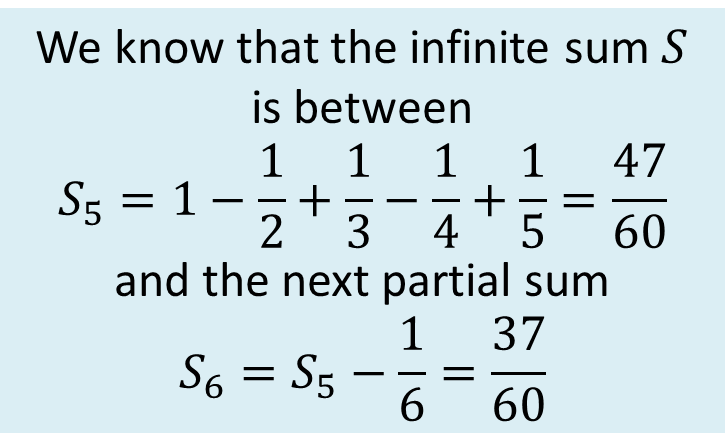 We know that the infinite sum S
is between
S₅ = 1 − 1/2 + 1/3 − 1/4 + 1/5 = 47/60
and the next partial sum
S₆ = S₅ − 1/6 = 37/60